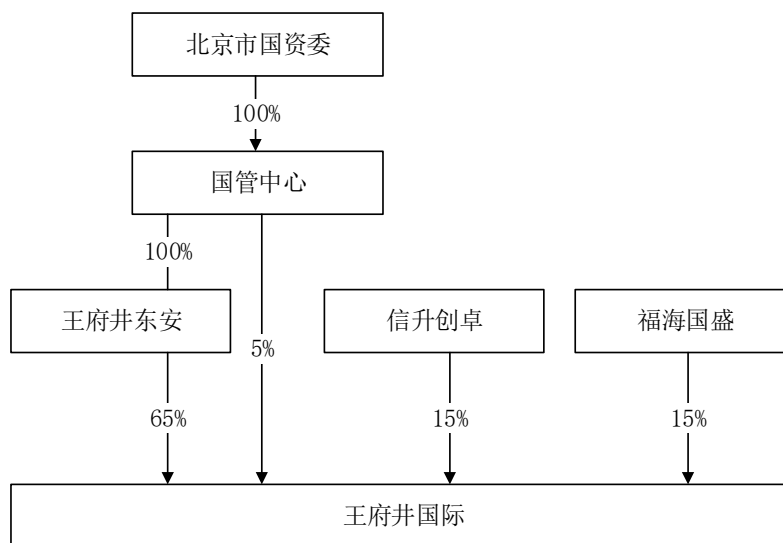 北京市国资委
100%
国管中心
100%
王府井东安
信升创卓
福海国盛
5%
65%
15%
15%
王府井国际